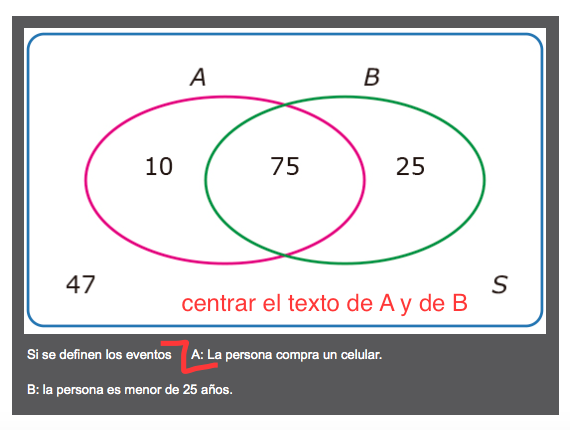 A B
10 75 25
47 S
centrar el texto de A y de B
Si se definen los eventos A: La persona compra un celular.
B: la persona es menor de 25 años.